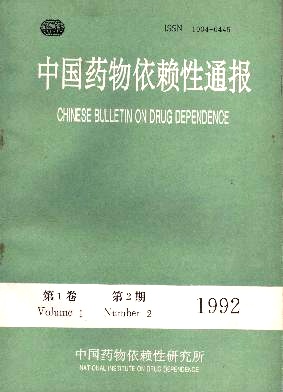 ISSN 1004-6445
中国药物依赖性通报
CHINESE BULLETIN ON DRUG DEPENDENCE
第1卷 第2期 1992
Volume 1 Number 2
中国药物依赖性研究所
NATIONAL INSTITUTE ON DRUG DEPENDENCE